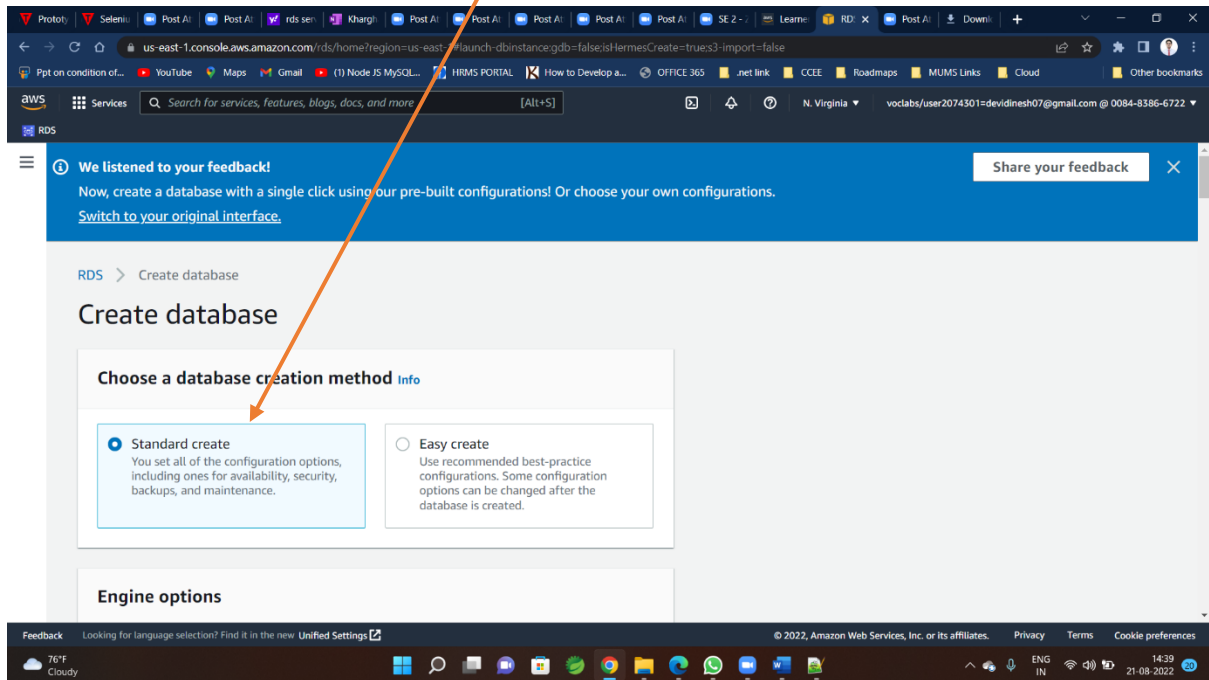 Prototy
Seleniu
Post At
Post At
rds serv
Khargh
Post At
Post At
Post At
Post At
Post At
SE 2 - 2
Learner
RD
Post At
Downl
us-east-1.console.aws.amazon.com/rds/home?region=us-east-1#launch-dbinstance:gdb=false;isHermesCreate=true;s3-import=false
Ppt on condition of... YouTube Maps Gmail (1) Node JS MySQL... HRMS PORTAL How to Develop a... OFFICE 365 .net link CCEE Roadmaps MUMS Links Cloud Other bookmarks
aws Services Search for services, features, blogs, docs, and more [Alt+S] N. Virginia ▼ voclabs/user2074301=devidinesh07@gmail.com @ 0084-8386-6722 ▼
RDS
We listened to your feedback!
Share your feedback
Now, create a database with a single click using our pre-built configurations! Or choose your own configurations.
Switch to your original interface.
RDS > Create database
Create database
Choose a database creation method Info
Standard create
You set all of the configuration options,
including ones for availability, security,
backups, and maintenance.
Easy create
Use recommended best-practice
configurations. Some configuration
options can be changed after the
database is created.
Engine options
Feedback Looking for language selection? Find it in the new Unified Settings © 2022, Amazon Web Services, Inc. or its affiliates. Privacy Terms Cookie preferences
76°F
Cloudy
ENG
IN
14:39
21-08-2022
20